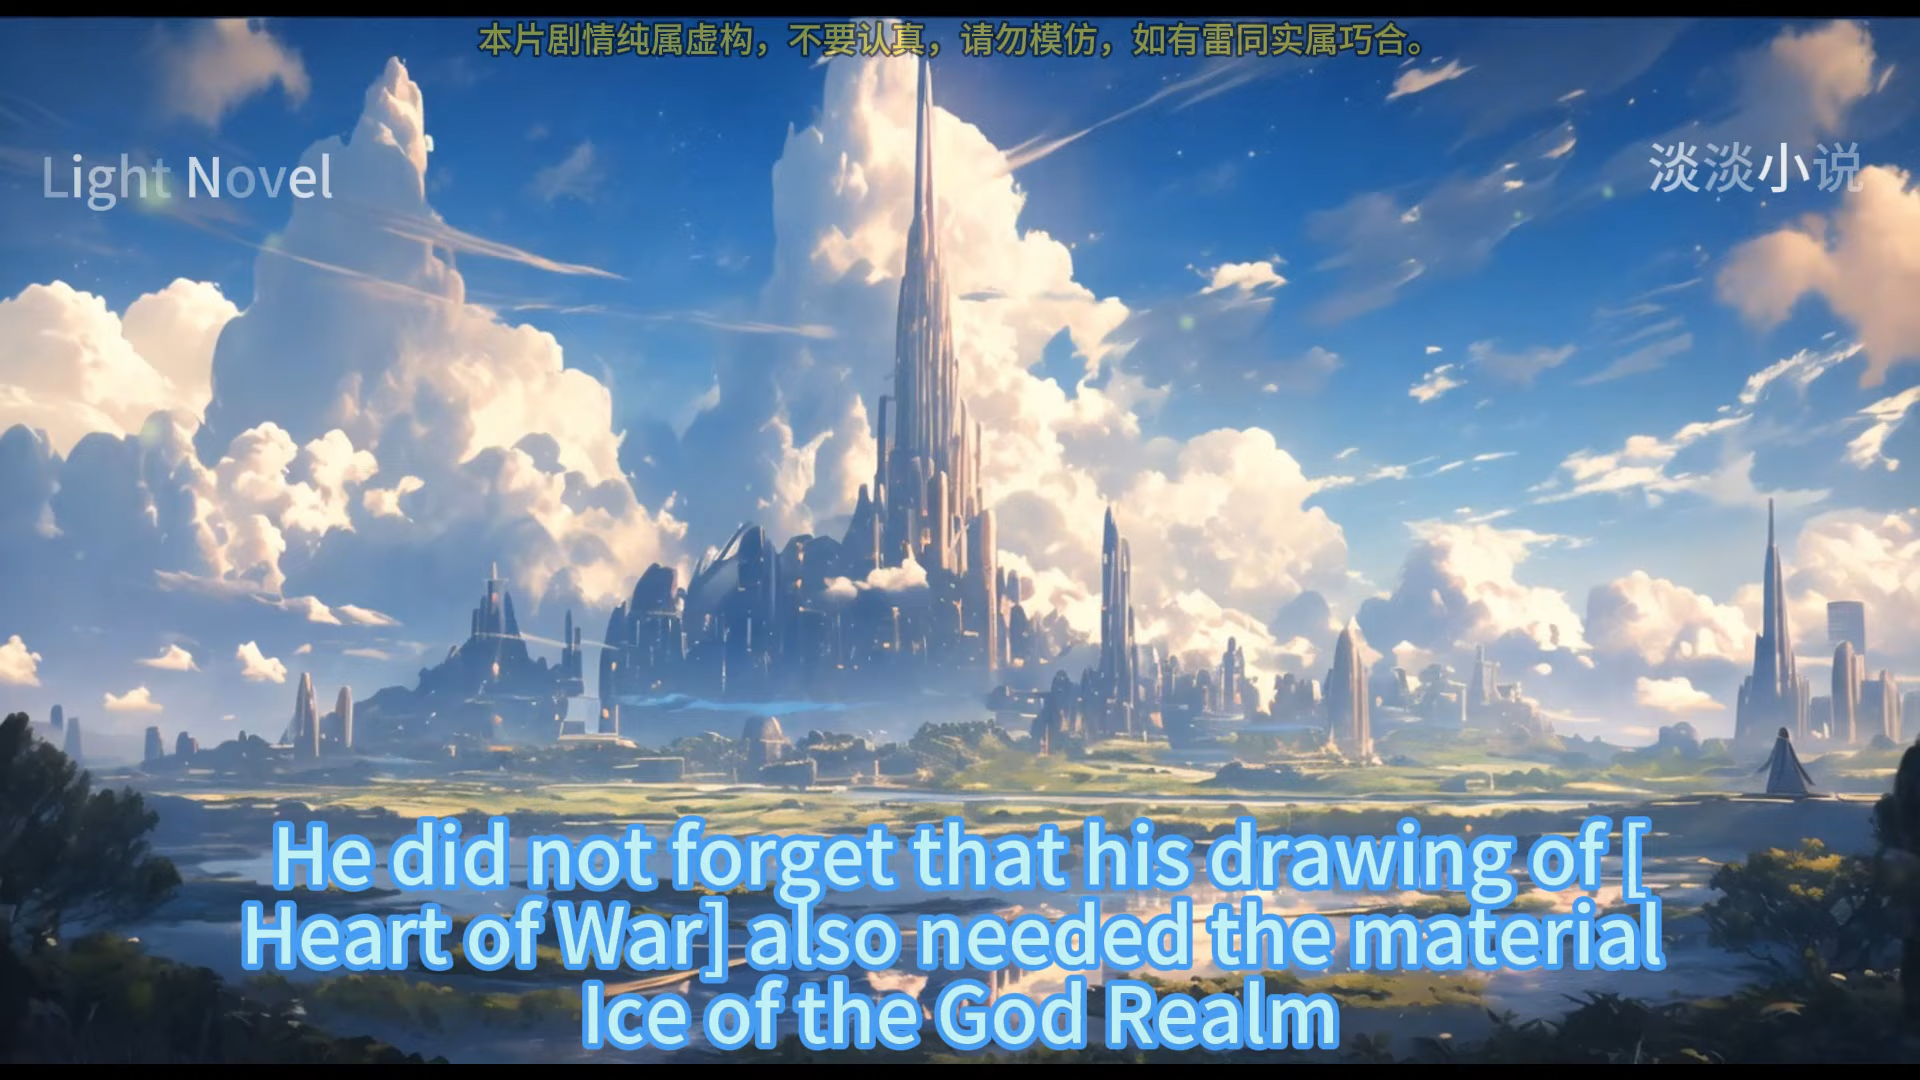 本片剧情纯属虚构，不要认真，请勿模仿，如有雷同实属巧合。
Light Novel
淡淡小说
He did not forget that his drawing of [
Heart of War] also needed the material
Ice of the God Realm